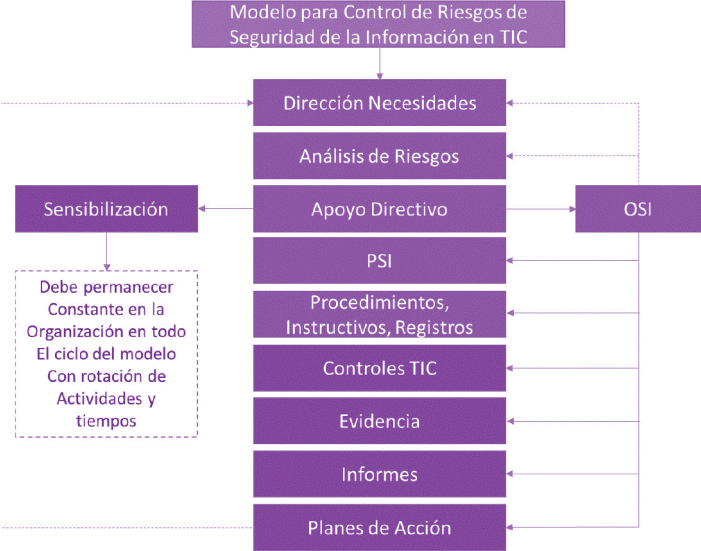 Modelo para Control de Riesgos de
Seguridad de la Información en TIC
Dirección Necesidades
Análisis de Riesgos
Sensibilización
Apoyo Directivo
OSI
PSI
Debe permanecer
Constante en la
Organización en todo
El ciclo del modelo
Con rotación de
Actividades y
tiempos
Procedimientos,
Instructivos, Registros
Controles TIC
Evidencia
Informes
Planes de Acción